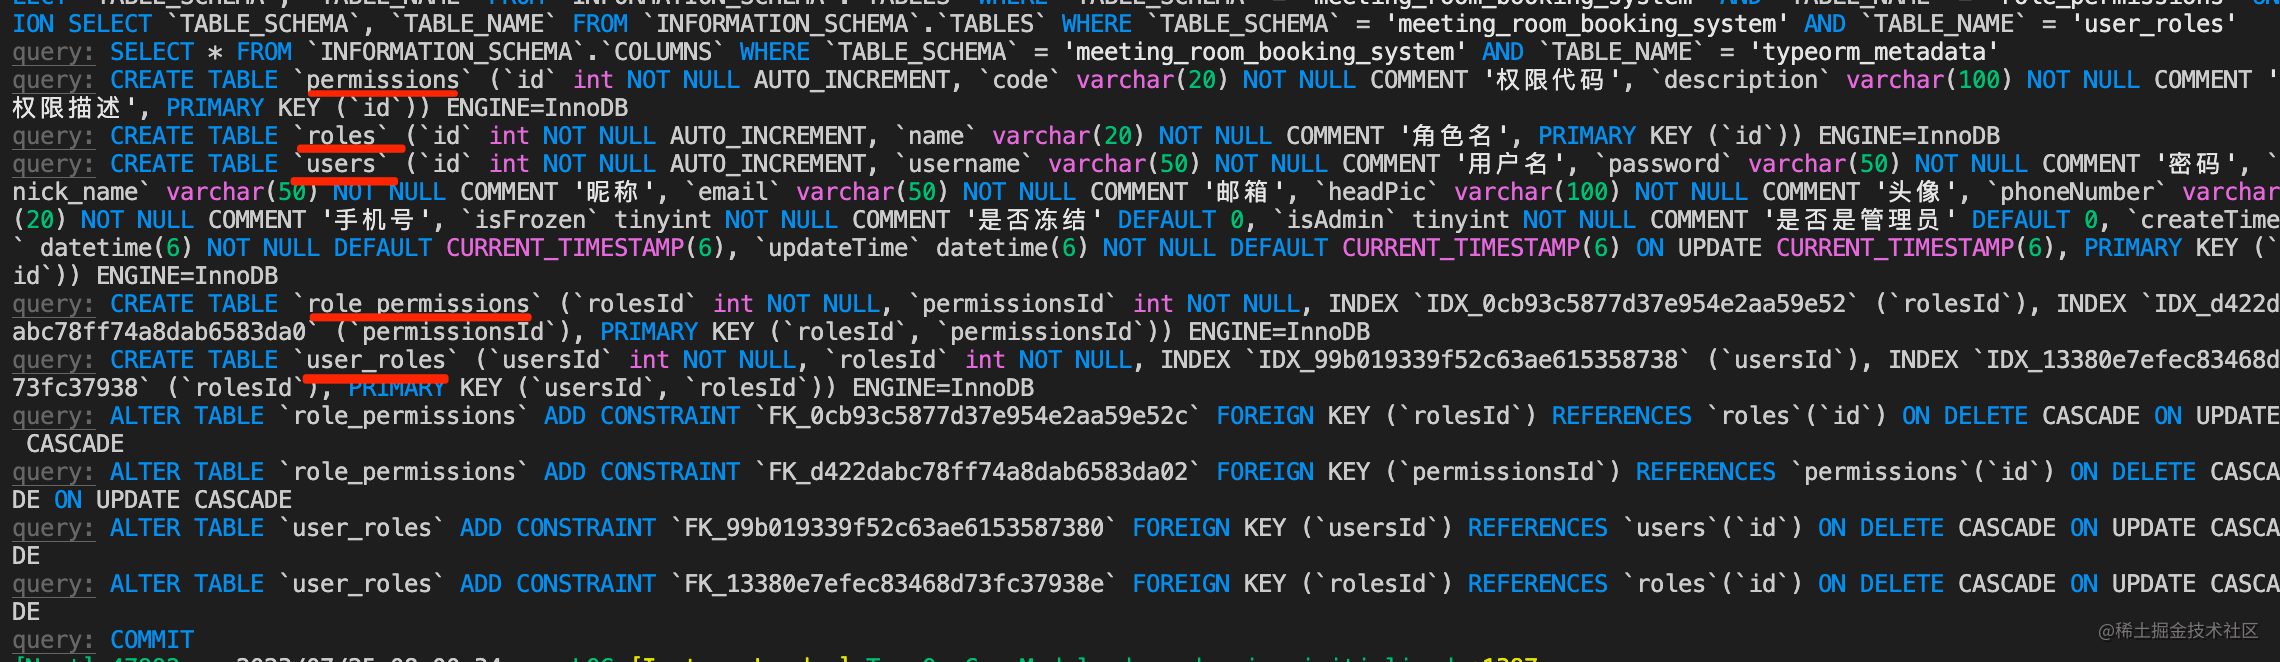 ION SELECT `TABLE_SCHEMA`, `TABLE_NAME` FROM `INFORMATION_SCHEMA`.`TABLES` WHERE `TABLE_SCHEMA` = 'meeting_room_booking_system' AND `TABLE_NAME` = 'user_roles'
query: SELECT * FROM `INFORMATION_SCHEMA`.`COLUMNS` WHERE `TABLE_SCHEMA` = 'meeting_room_booking_system' AND `TABLE_NAME` = 'typeorm_metadata'
query: CREATE TABLE `permissions` (`id` int NOT NULL AUTO_INCREMENT, `code` varchar(20) NOT NULL COMMENT '权限代码', `description` varchar(100) NOT NULL COMMENT '
权限描述', PRIMARY KEY (`id`)) ENGINE=InnoDB
query: CREATE TABLE `roles` (`id` int NOT NULL AUTO_INCREMENT, `name` varchar(20) NOT NULL COMMENT '角色名', PRIMARY KEY (`id`)) ENGINE=InnoDB
query: CREATE TABLE `users` (`id` int NOT NULL AUTO_INCREMENT, `username` varchar(50) NOT NULL COMMENT '用户名', `password` varchar(50) NOT NULL COMMENT '密码', `
nick_name` varchar(50) NOT NULL COMMENT '昵称', `email` varchar(50) NOT NULL COMMENT '邮箱', `headPic` varchar(100) NOT NULL COMMENT '头像', `phoneNumber` varchar
(20) NOT NULL COMMENT '手机号', `isFrozen` tinyint NOT NULL COMMENT '是否冻结' DEFAULT 0, `isAdmin` tinyint NOT NULL COMMENT '是否是管理员' DEFAULT 0, `createTime
` datetime(6) NOT NULL DEFAULT CURRENT_TIMESTAMP(6), `updateTime` datetime(6) NOT NULL DEFAULT CURRENT_TIMESTAMP(6) ON UPDATE CURRENT_TIMESTAMP(6), PRIMARY KEY (`
id`)) ENGINE=InnoDB
query: CREATE TABLE `role_permissions` (`rolesId` int NOT NULL, `permissionsId` int NOT NULL, INDEX `IDX_0cb93c5877d37e954e2aa59e52` (`rolesId`), INDEX `IDX_d422d
abc78ff74a8dab6583da0` (`permissionsId`), PRIMARY KEY (`rolesId`, `permissionsId`)) ENGINE=InnoDB
query: CREATE TABLE `user_roles` (`usersId` int NOT NULL, `rolesId` int NOT NULL, INDEX `IDX_99b019339f52c63ae615358738` (`usersId`), INDEX `IDX_13380e7efec83468d
73fc37938` (`rolesId`), PRIMARY KEY (`usersId`, `rolesId`)) ENGINE=InnoDB
query: ALTER TABLE `role_permissions` ADD CONSTRAINT `FK_0cb93c5877d37e954e2aa59e52c` FOREIGN KEY (`rolesId`) REFERENCES `roles`(`id`) ON DELETE CASCADE ON UPDATE
CASCADE
query: ALTER TABLE `role_permissions` ADD CONSTRAINT `FK_d422dabc78ff74a8dab6583da02` FOREIGN KEY (`permissionsId`) REFERENCES `permissions`(`id`) ON DELETE CASCA
DE ON UPDATE CASCADE
query: ALTER TABLE `user_roles` ADD CONSTRAINT `FK_99b019339f52c63ae6153587380` FOREIGN KEY (`usersId`) REFERENCES `users`(`id`) ON DELETE CASCADE ON UPDATE CASCA
DE
query: ALTER TABLE `user_roles` ADD CONSTRAINT `FK_13380e7efec83468d73fc37938e` FOREIGN KEY (`rolesId`) REFERENCES `roles`(`id`) ON DELETE CASCADE ON UPDATE CASCA
DE
query: COMMIT
@稀土掘金技术社区